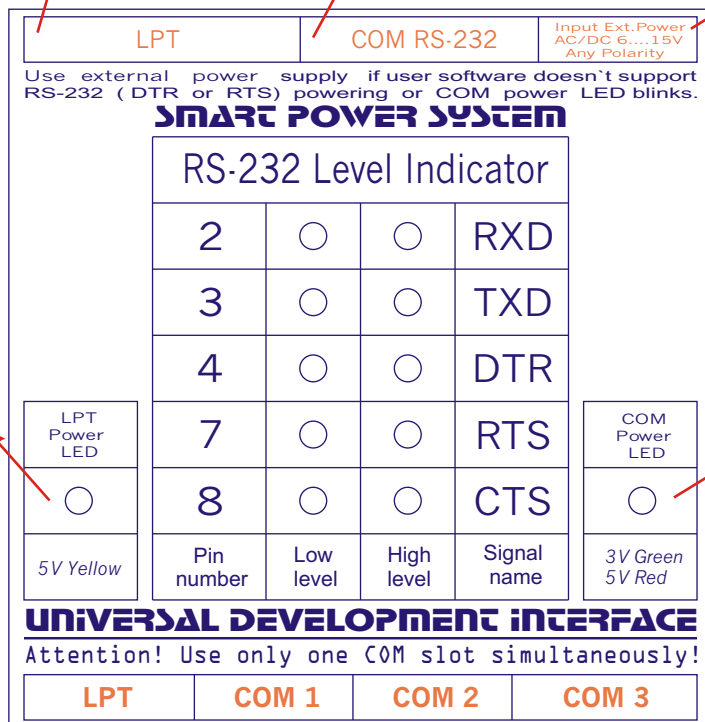 LPT COM RS-232 Input Ext.Power
AC/DC 6....15V
Any Polarity
Use external power supply if user software doesn`t support
RS-232 ( DTR or RTS) powering or COM power LED blinks.
SMART POWER SYSTEM
RS-232 Level Indicator
2 RXD
3 TXD
4 DTR
7 RTS
8 CTS
Pin number Low level High level Signal name
LPT
Power
LED
5V Yellow
COM
Power
LED
3V Green
5V Red
UNIVERSAL DEVELOPMENT INTERFACE
Attention! Use only one COM slot simultaneously!
LPT COM 1 COM 2 COM 3